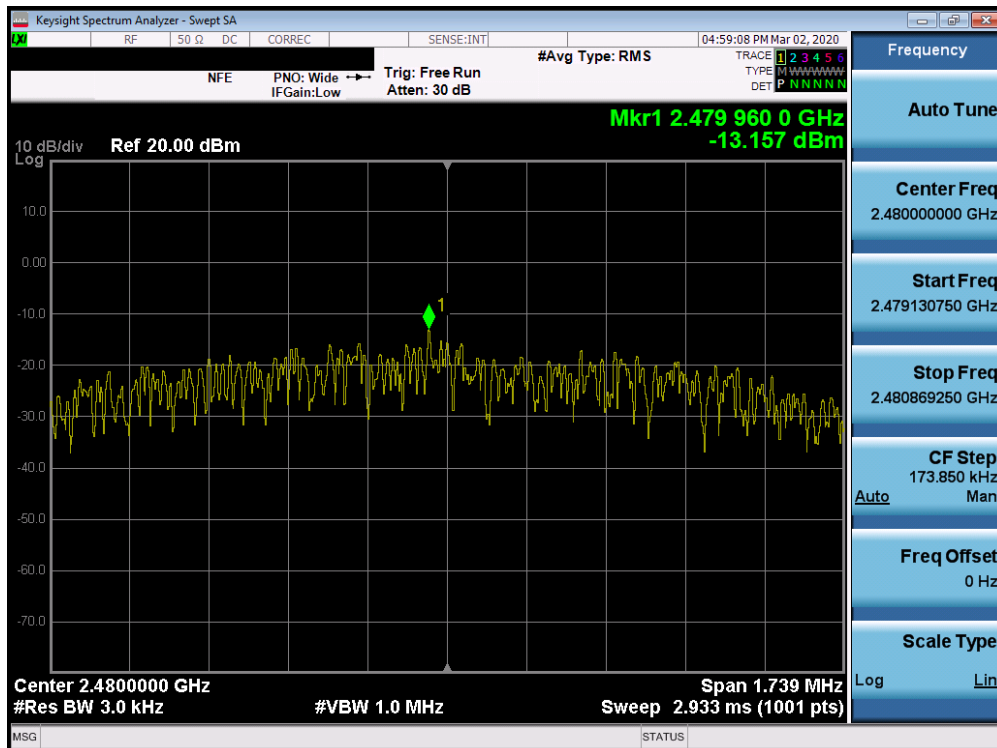 Keysight Spectrum Analyzer - Swept SA
LXI RF 50 Ω DC CORREC SENSE:INT 04:59:08 PM Mar 02, 2020
NFE PNO: Wide Trig: Free Run #Avg Type: RMS TRACE 1 2 3 4 5 6
IFGain:Low Atten: 30 dB TYPE M WWWWW
DET P N N N N N
Mkr1 2.479 960 0 GHz
-13.157 dBm
10 dB/div Ref 20.00 dBm
Log
10.0
0.00
-10.0
1
-20.0
-30.0
-40.0
-50.0
-60.0
-70.0
Center 2.4800000 GHz Span 1.739 MHz
#Res BW 3.0 kHz #VBW 1.0 MHz Sweep 2.933 ms (1001 pts)
MSG STATUS
Frequency
Auto Tune
Center Freq
2.480000000 GHz
Start Freq
2.479130750 GHz
Stop Freq
2.480869250 GHz
CF Step
173.850 kHz
Auto Man
Freq Offset
0 Hz
Scale Type
Log Lin